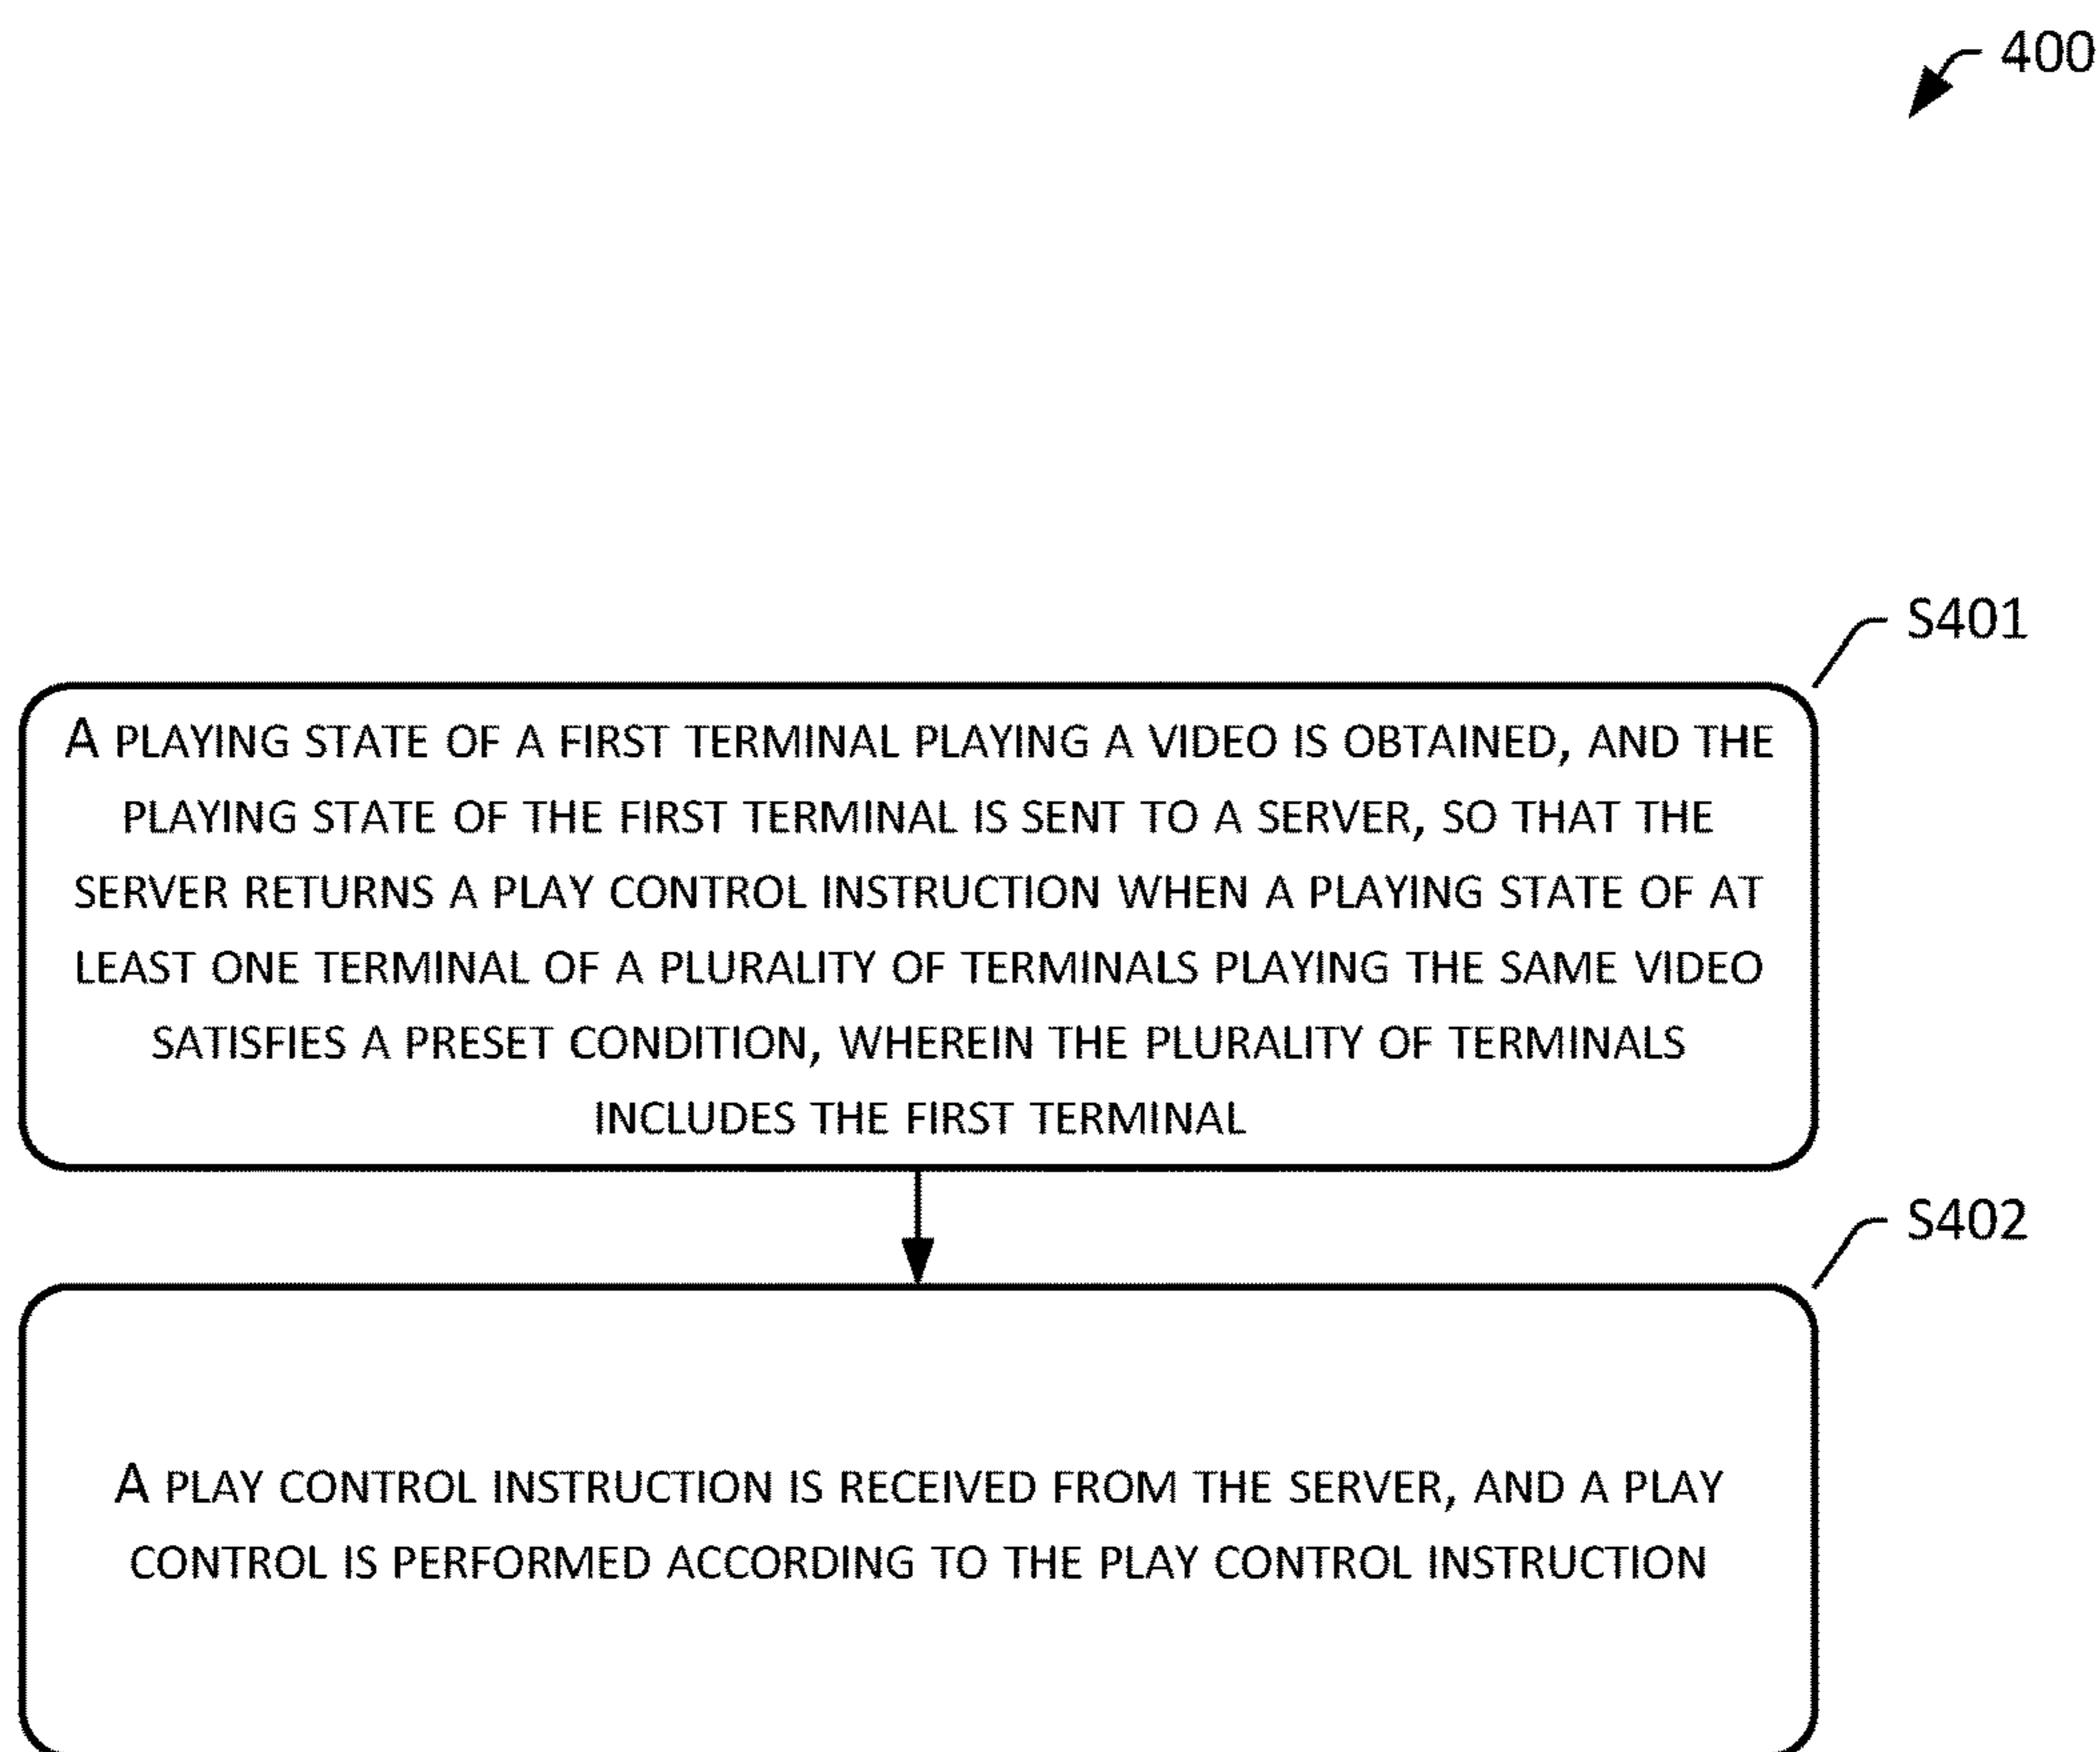 400
S401
A PLAYING STATE OF A FIRST TERMINAL PLAYING A VIDEO IS OBTAINED, AND THE
PLAYING STATE OF THE FIRST TERMINAL IS SENT TO A SERVER, SO THAT THE
SERVER RETURNS A PLAY CONTROL INSTRUCTION WHEN A PLAYING STATE OF AT
LEAST ONE TERMINAL OF A PLURALITY OF TERMINALS PLAYING THE SAME VIDEO
SATISFIES A PRESET CONDITION, WHEREIN THE PLURALITY OF TERMINALS
INCLUDES THE FIRST TERMINAL
S402
A PLAY CONTROL INSTRUCTION IS RECEIVED FROM THE SERVER, AND A PLAY
CONTROL IS PERFORMED ACCORDING TO THE PLAY CONTROL INSTRUCTION